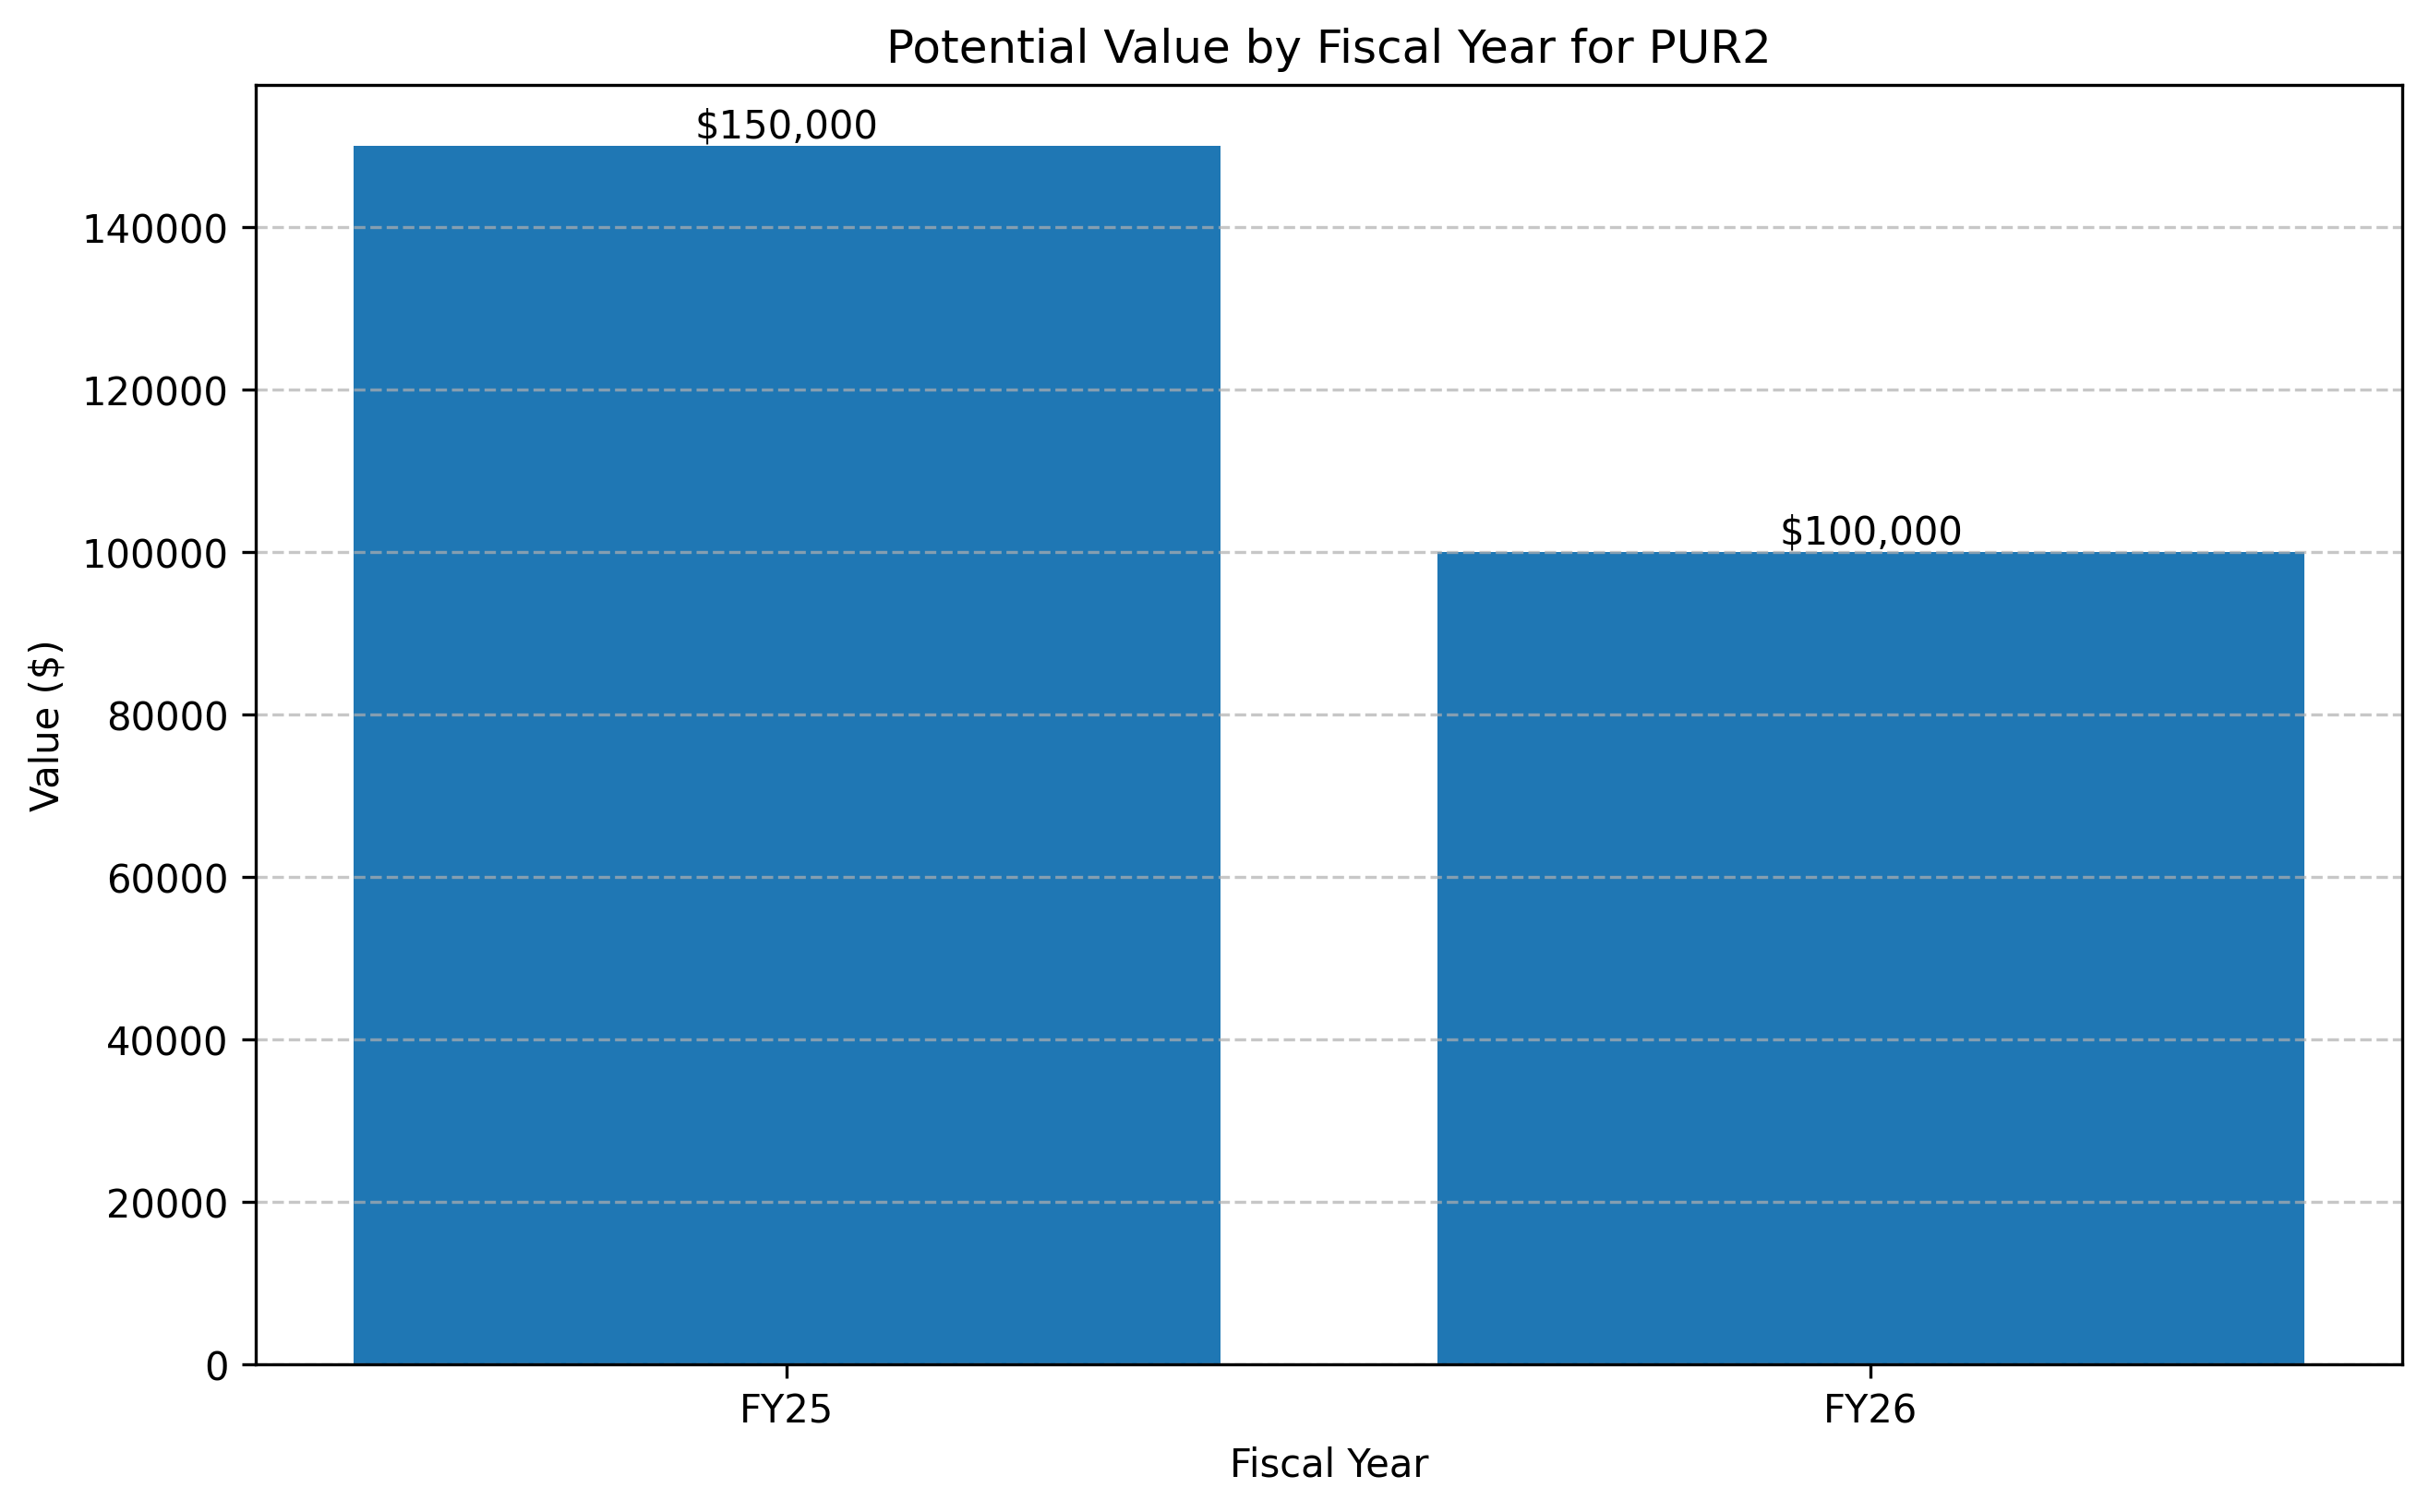 Potential Value by Fiscal Year for PUR2
$150,000
$100,000
140000
120000
100000
80000
60000
40000
20000
0
Value ($)
FY25
FY26
Fiscal Year